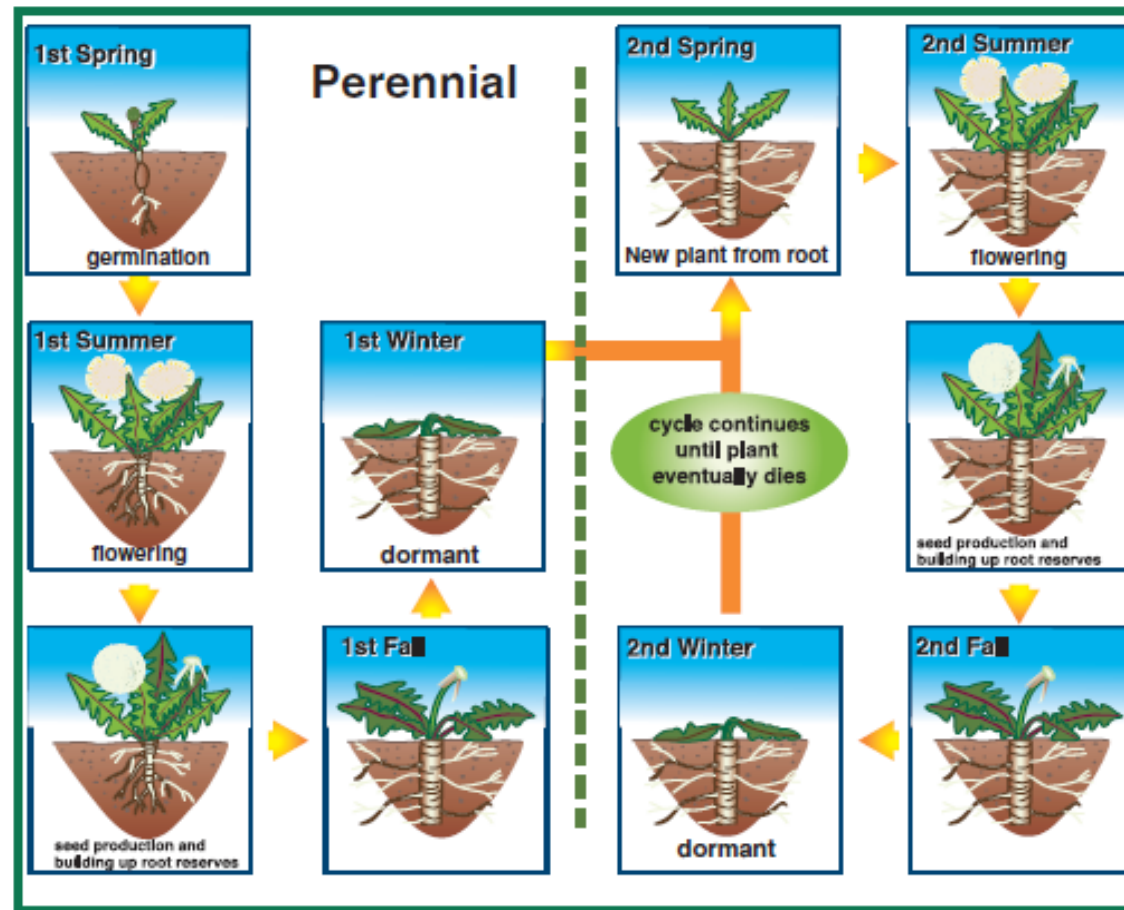 Perennial
1st Spring
germination
1st Summer
flowering
seed production and
building up root reserves
1st Fall
1st Winter
dormant
2nd Spring
New plant from root
2nd Summer
flowering
seed production and
building up root reserves
2nd Fall
2nd Winter
dormant
cycle continues
until plant
eventually dies